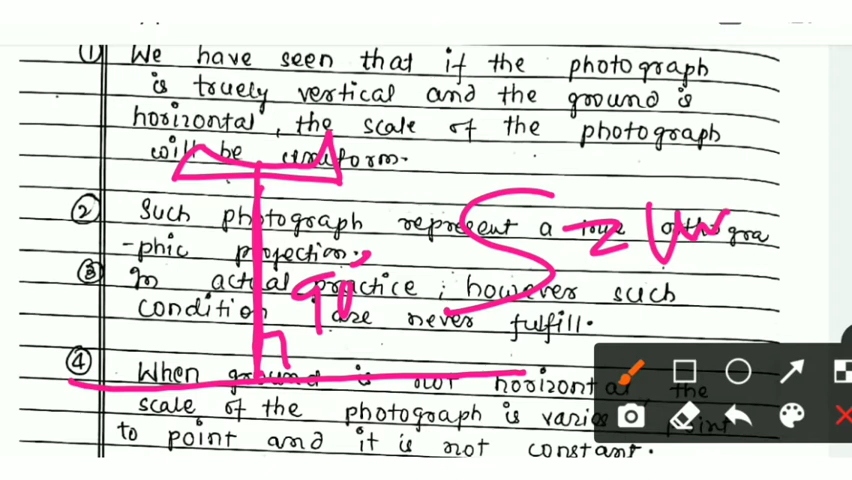 (1) We have seen that if the photograph
is truely vertical and the ground is
horizontal, the scale of the photograph
will be uniform.
(2) Such photograph represent a true orthogra
-phic projection.
(3) In actual practice, however such
condition are never fulfill.
(4) When ground is not horizontal the
scale of the photograph is varies point
to point and it is not constant.
90°